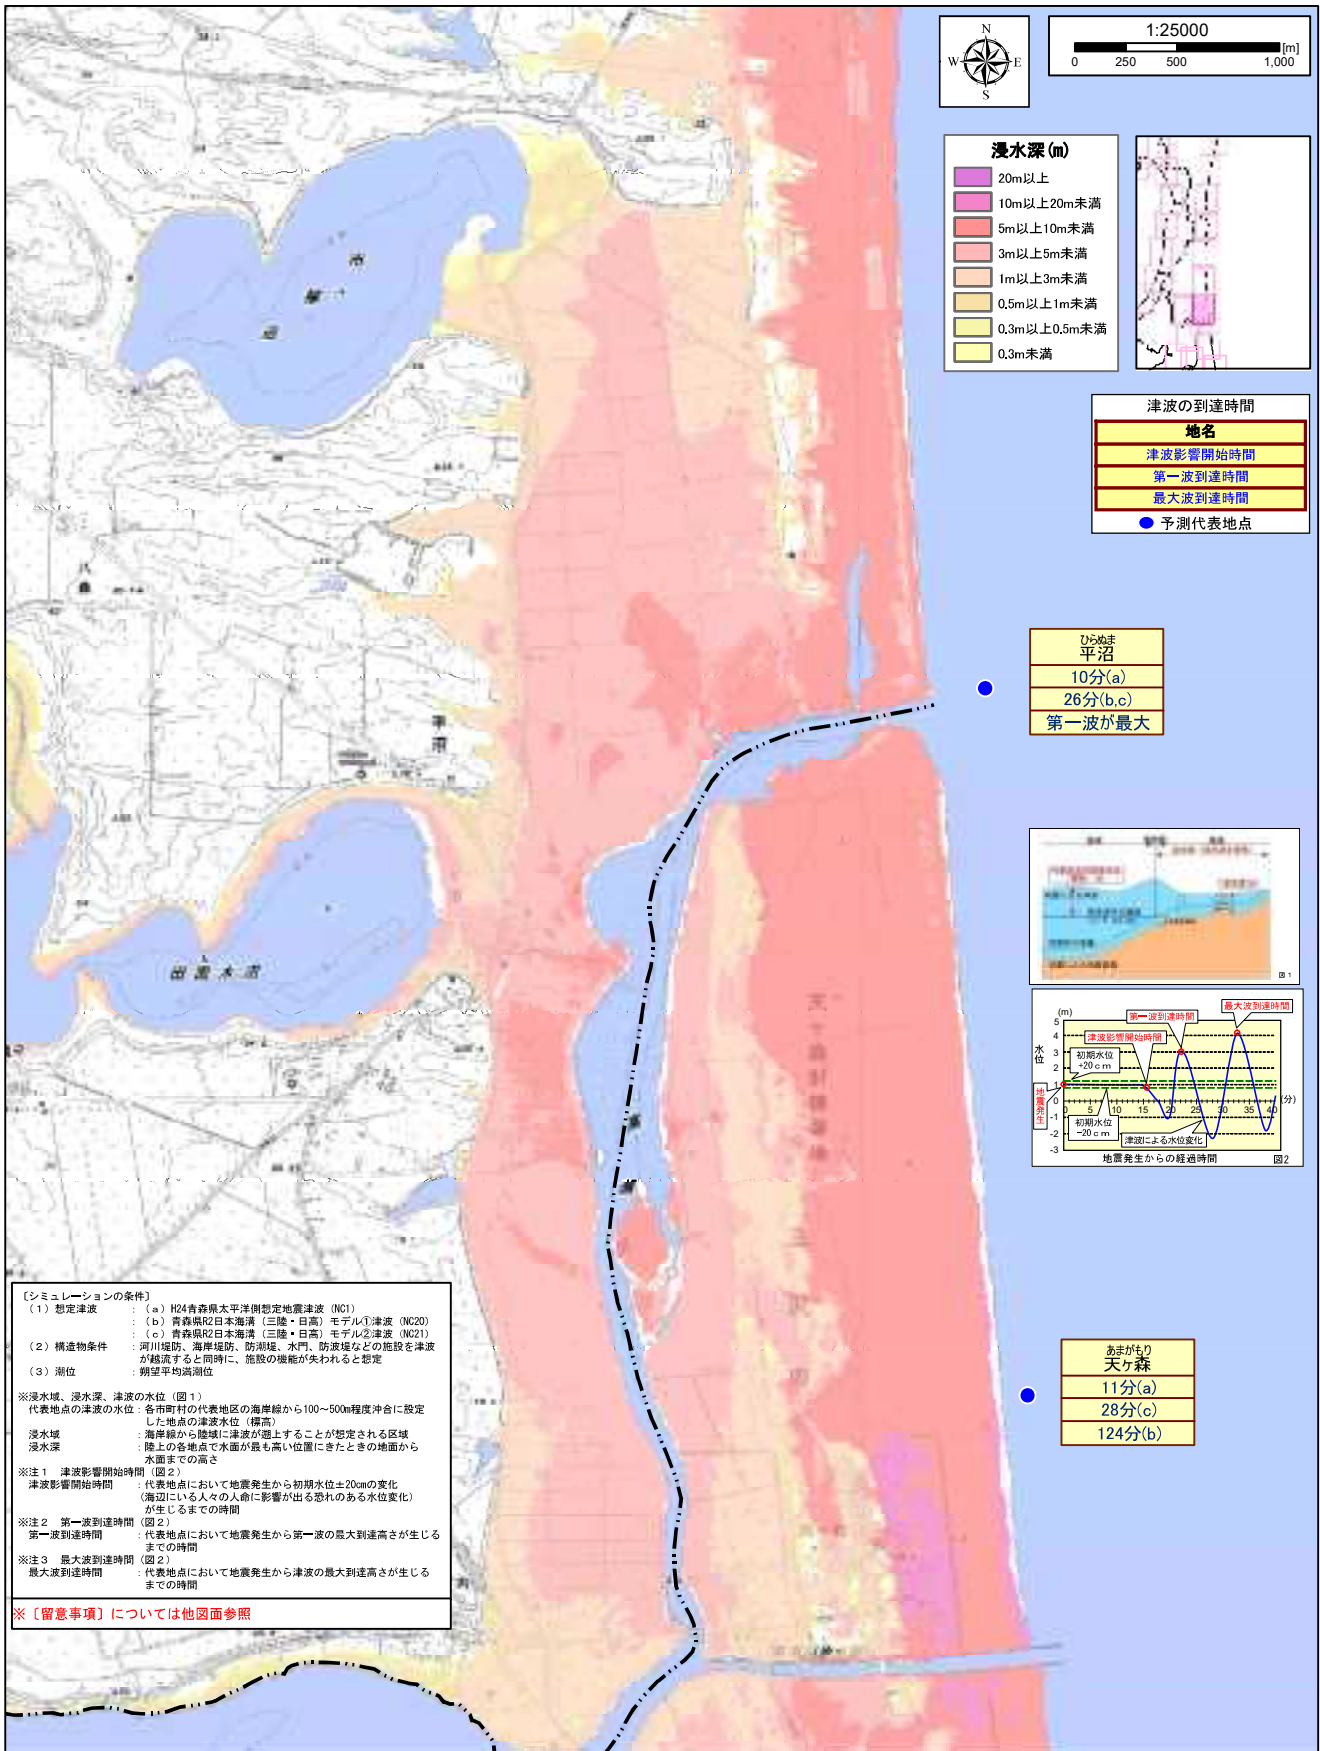 N
W E
S
1:25000
[m]
0 250 500 1,000
浸水深(m)
20m以上
10m以上20m未満
5m以上10m未満
3m以上5m未満
1m以上3m未満
0.5m以上1m未満
0.3m以上0.5m未満
0.3m未満
津波の到達時間
地名
津波影響開始時間
第一波到達時間
最大波到達時間
予測代表地点
ひらぬま
平沼
10分(a)
26分(b,c)
第一波が最大
平沼
田面木沼
図1
(m)
水位
5
4
3
2
1
0
-1
-2
-3
最大波到達時間
第一波到達時間
津波影響開始時間
初期水位
+20cm
地震発生
0 5 10 15 20 25 30 35 40
(分)
初期水位
-20cm
津波による水位変化
地震発生からの経過時間
図2
あまがもり
天ヶ森
11分(a)
28分(c)
124分(b)
〔シミュレーションの条件〕
(1)想定津波 :(a)H24青森県太平洋側想定地震津波(NC1)
:(b)青森県R2日本海溝(三陸・日高)モデル①津波(NC20)
:(c)青森県R2日本海溝(三陸・日高)モデル②津波(NC21)
(2)構造物条件 :河川堤防、海岸堤防、防潮堤、水門、防波堤などの施設を津波
が越流すると同時に、施設の機能が失われると想定
(3)潮位 :朔望平均満潮位
※浸水域、浸水深、津波の水位(図1)
代表地点の津波の水位:各市町村の代表地区の海岸線から100~500m程度沖合に設定
した地点の津波水位(標高)
浸水域 :海岸線から陸域に津波が遡上することが想定される区域
浸水深 :陸上の各地点で水面が最も高い位置にきたときの地面から
水面までの高さ
※注1 津波影響開始時間(図2)
津波影響開始時間 :代表地点において地震発生から初期水位±20cmの変化
(海辺にいる人々の人命に影響が出る恐れのある水位変化)
が生じるまでの時間
※注2 第一波到達時間(図2)
第一波到達時間 :代表地点において地震発生から第一波の最大到達高さが生じる
までの時間
※注3 最大波到達時間(図2)
最大波到達時間 :代表地点において地震発生から津波の最大到達高さが生じる
までの時間
※〔留意事項〕については他図面参照